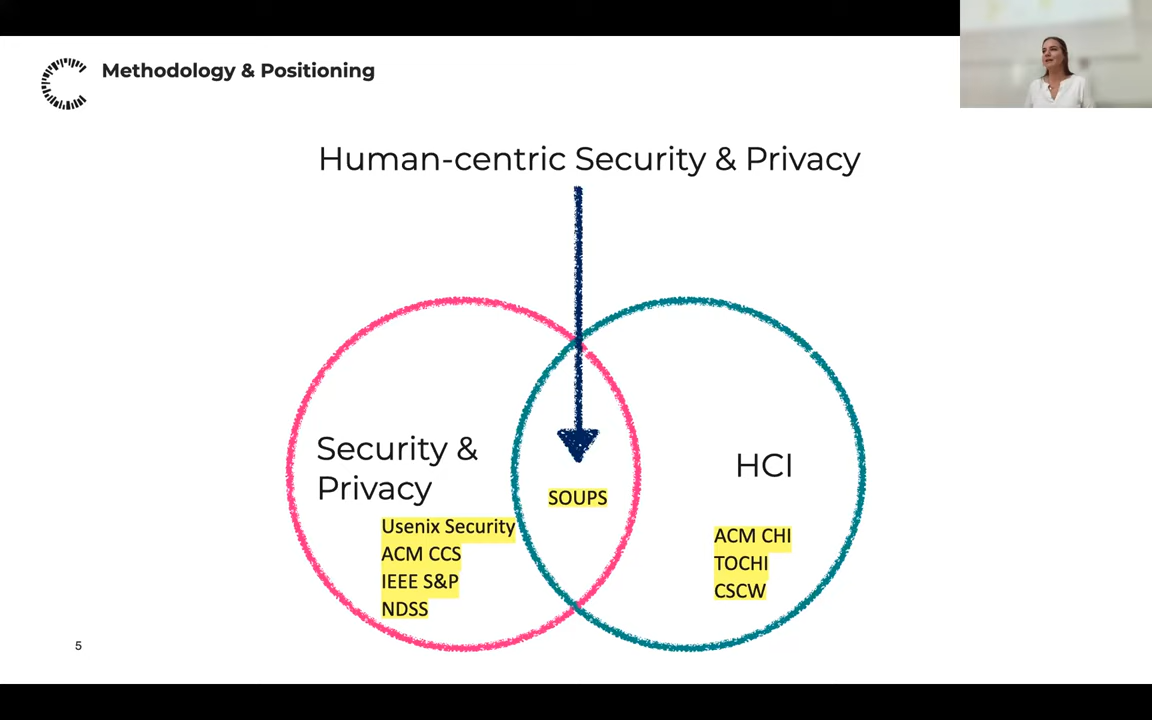 Methodology & Positioning
Human-centric Security & Privacy
Security &
Privacy
Usenix Security
ACM CCS
IEEE S&P
NDSS
SOUPS
HCI
ACM CHI
TOCHI
CSCW
5